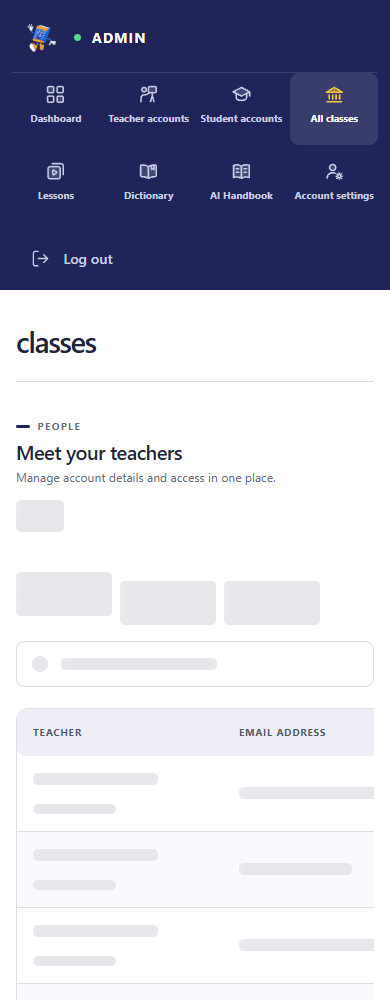 ADMIN
Dashboard
Teacher accounts
Student accounts
All classes
Lessons
Dictionary
AI Handbook
Account settings
Log out
classes
PEOPLE
Meet your teachers
Manage account details and access in one place.
TEACHER
EMAIL ADDRESS